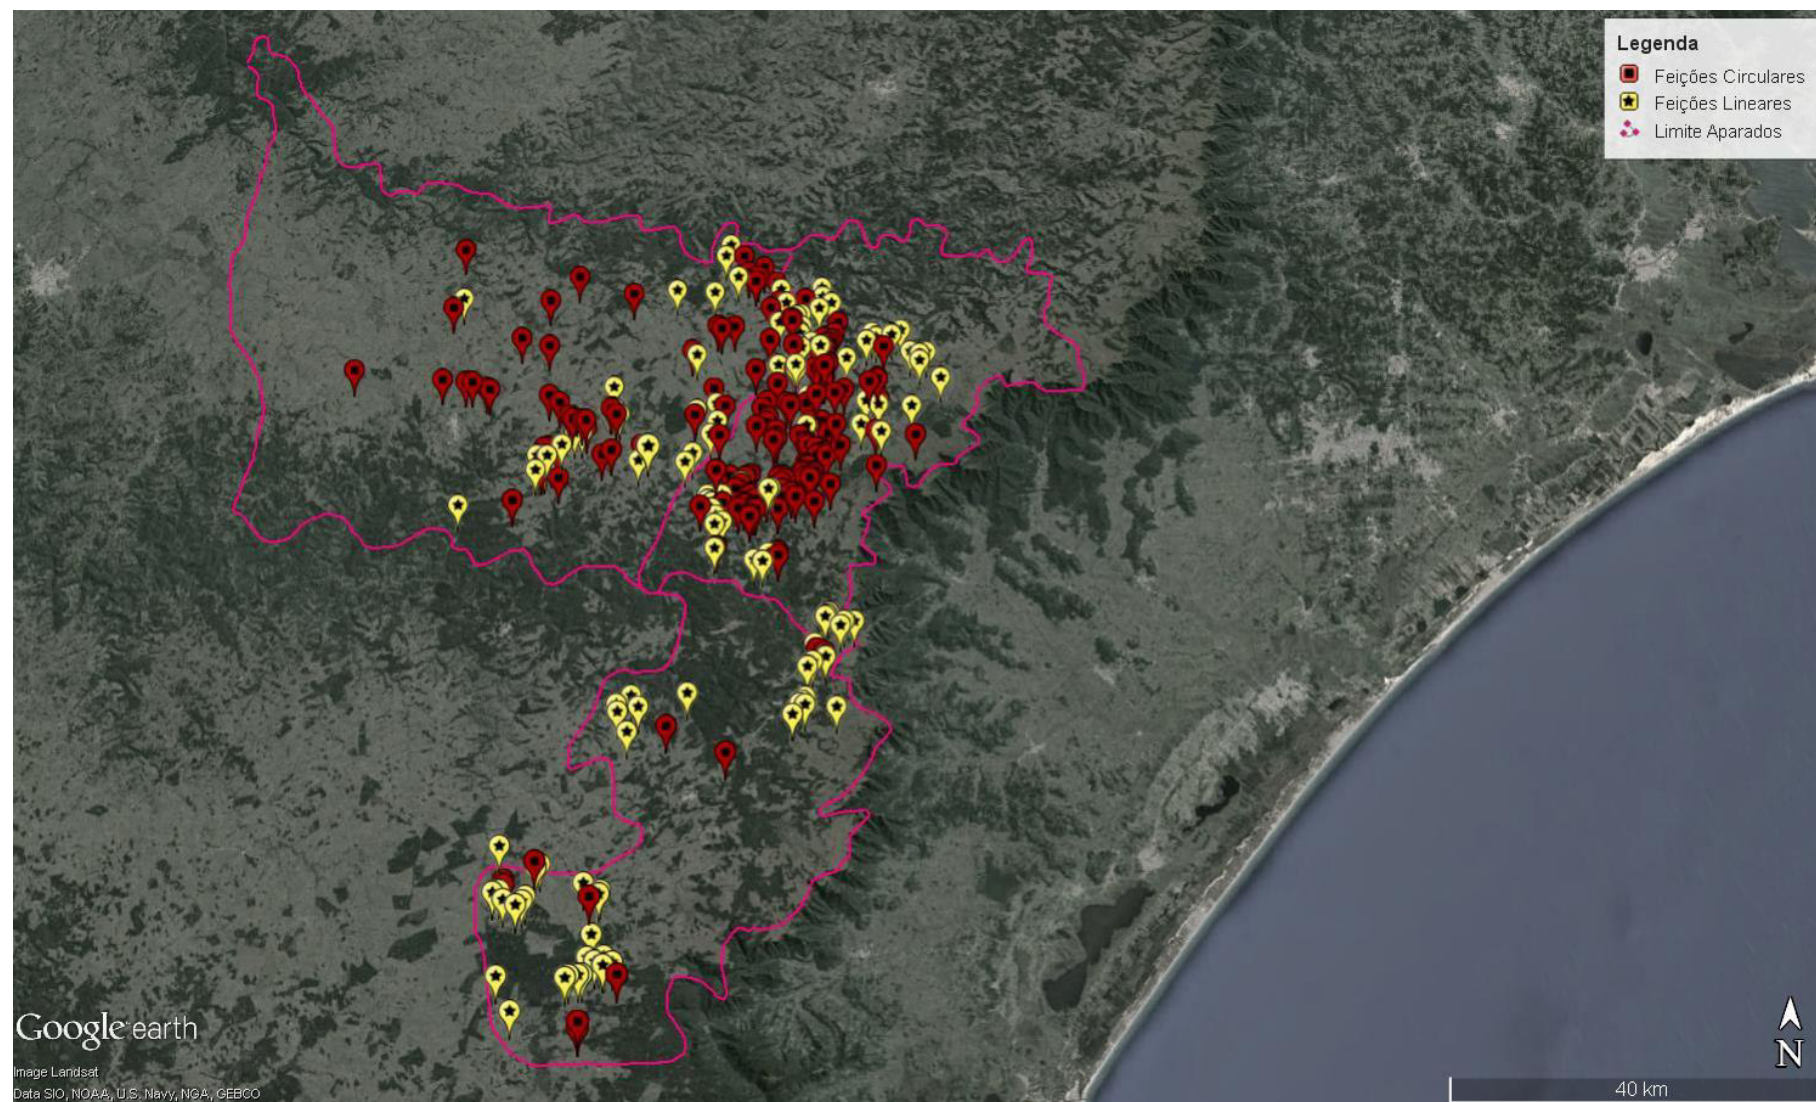 Legenda
Feições Circulares
Feições Lineares
Limite Aparados
Google earth
Image Landsat
Data SIO, NOAA, U.S. Navy, NGA, GEBCO
N
40 km